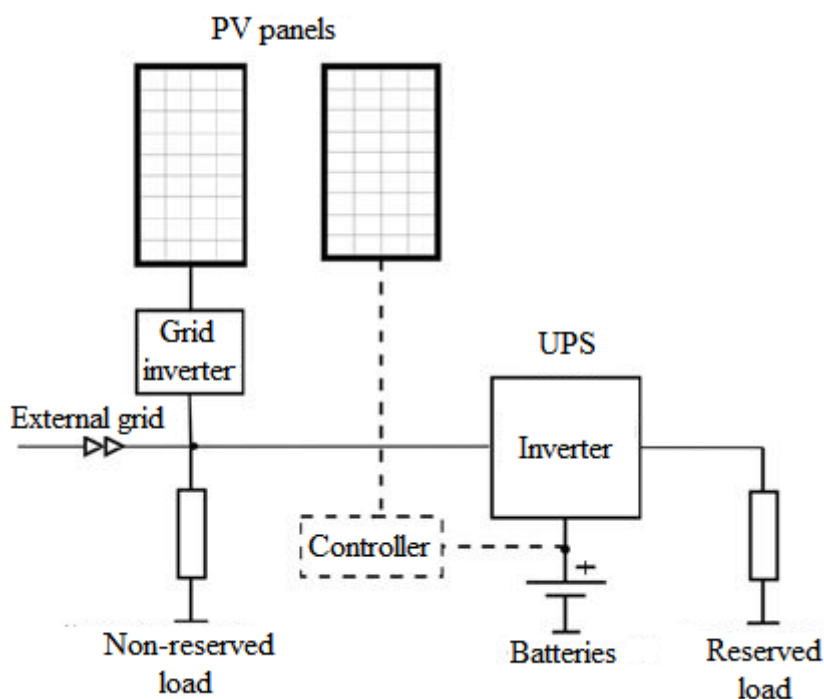 PV panels
Grid
inverter
UPS
External grid
Inverter
Controller
+
Non-reserved
load
Batteries
Reserved
load